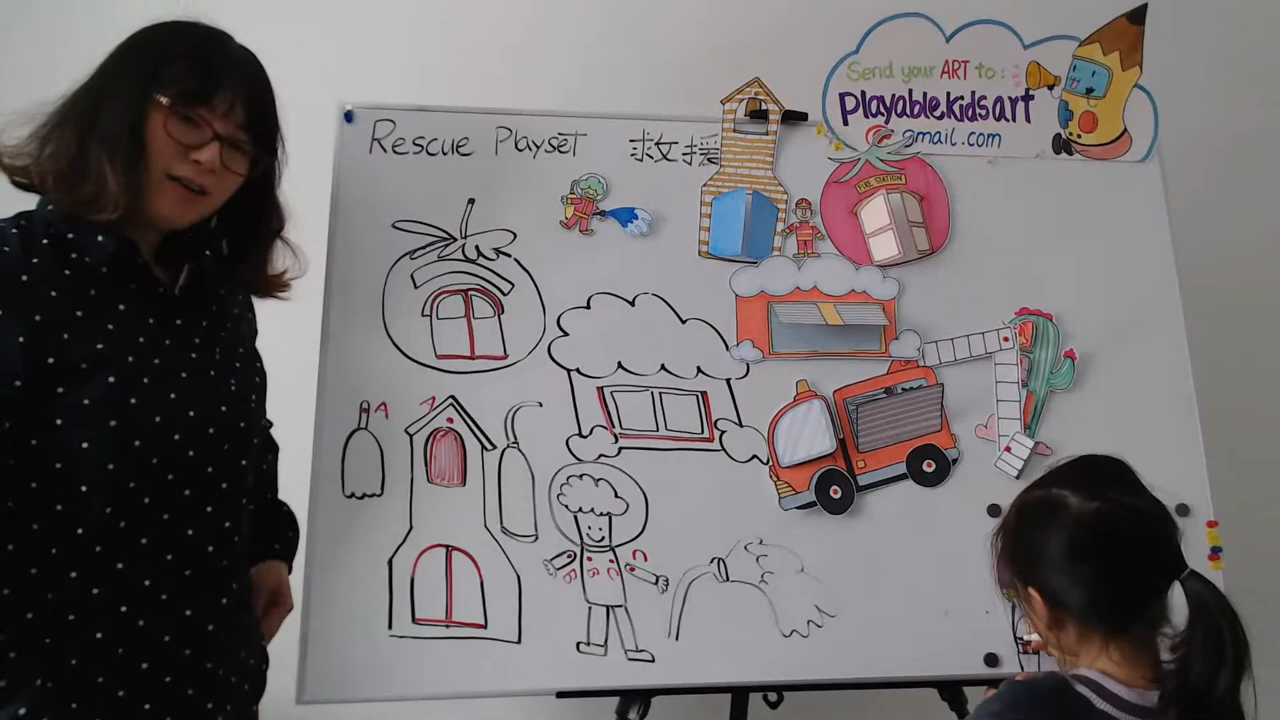 Rescue Playset 救援
Send your ART to:
playablekidsart
@gmail.com
FIRE STATION
A
A
B
B
C
C